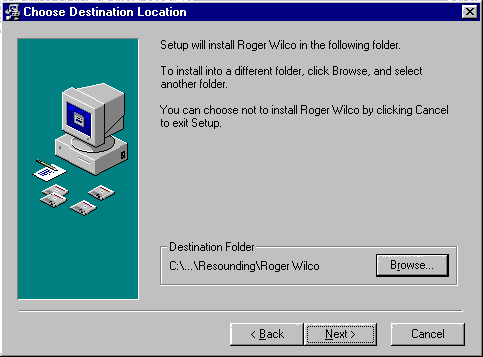 Choose Destination Location
Setup will install Roger Wilco in the following folder.
To install into a different folder, click Browse, and select
another folder.
You can choose not to install Roger Wilco by clicking Cancel
to exit Setup.
Destination Folder
C:\...\Resounding\Roger Wilco
Browse...
< Back
Next >
Cancel